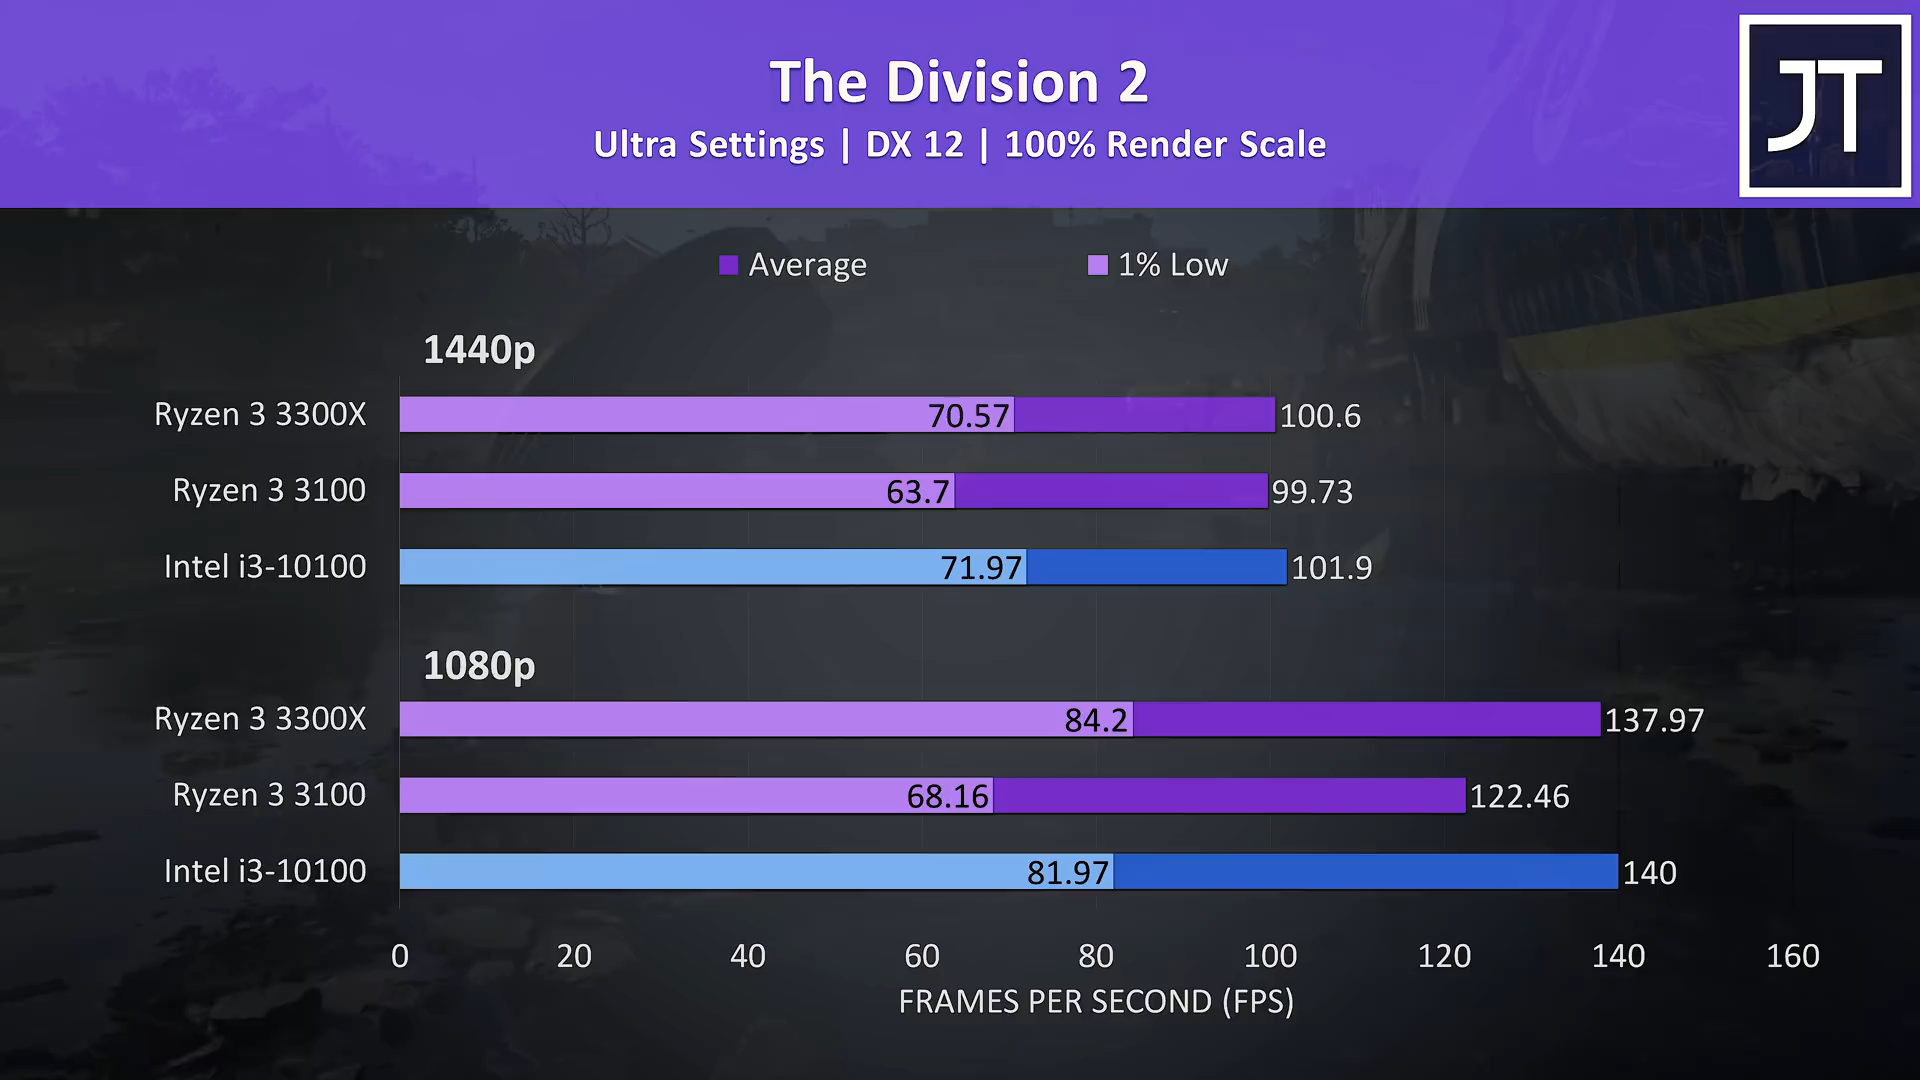 The Division 2
Ultra Settings | DX 12 | 100% Render Scale
JT
Average
1% Low
1440p
Ryzen 3 3300X 70.57 100.6
Ryzen 3 3100 63.7 99.73
Intel i3-10100 71.97 101.9
1080p
Ryzen 3 3300X 84.2 137.97
Ryzen 3 3100 68.16 122.46
Intel i3-10100 81.97 140
0 20 40 60 80 100 120 140 160
FRAMES PER SECOND (FPS)